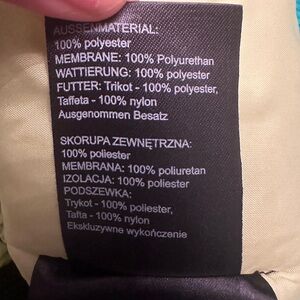 AUSSENMATERIAL:
100% polyester
MEMBRANE: 100% Polyurethan
WATTIERUNG: 100% polyester
FUTTER: Trikot - 100% polyester,
Taffeta - 100% nylon
Ausgenommen Besatz
SKORUPA ZEWNĘTRZNA:
100% poliester
MEMBRANA: 100% poliuretan
IZOLACJA: 100% poliester
PODSZEWKA:
Trykot - 100% poliester,
Tafta - 100% nylon
Ekskluzywne wykończenie